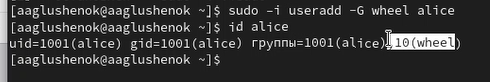 [aaglushenok@aaglushenok ~]$ sudo -i useradd -G wheel alice
[aaglushenok@aaglushenok ~]$ id alice
uid=1001(alice) gid=1001(alice) группы=1001(alice),10(wheel)
[aaglushenok@aaglushenok ~]$